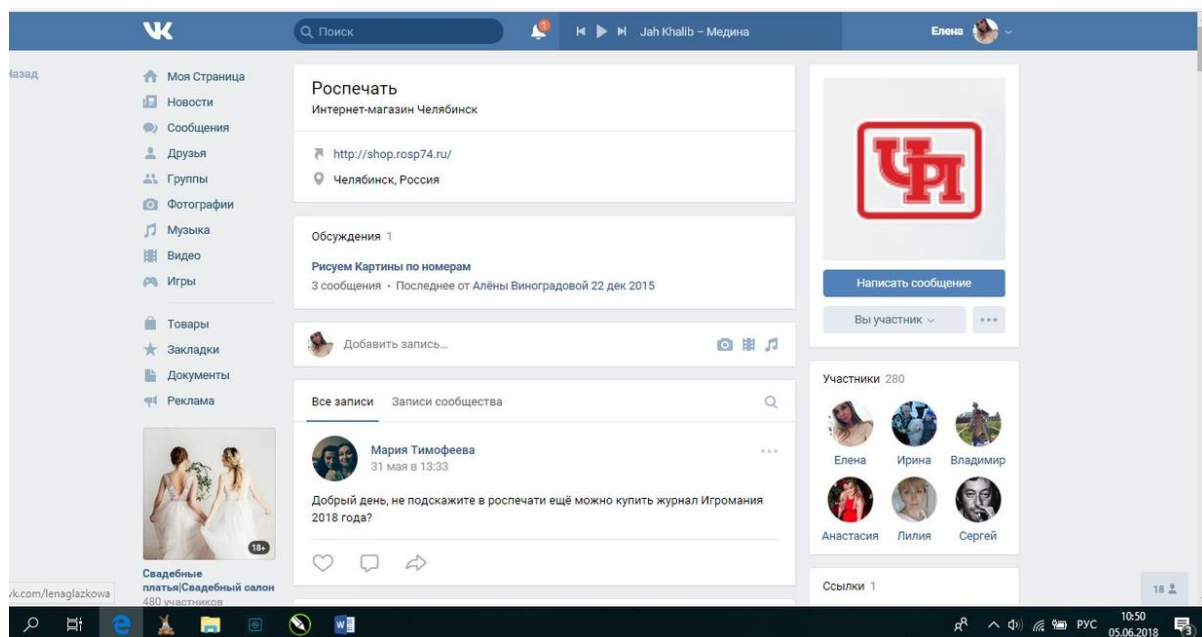 Поиск
1
Jah Khalib – Медина
Елена
Назад
Моя Страница
Новости
Сообщения
Друзья
Группы
Фотографии
Музыка
Видео
Игры
Товары
Закладки
Документы
Реклама
18+
Свадебные
платья|Свадебный салон
480 участников
vk.com/lenaglazkowa
Роспечать
Интернет-магазин Челябинск
http://shop.rosp74.ru/
Челябинск, Россия
Обсуждения 1
Рисуем Картины по номерам
3 сообщения • Последнее от Алёны Виноградовой 22 дек 2015
Добавить запись...
Все записи Записи сообщества
Мария Тимофеева
31 мая в 13:33
Добрый день, не подскажите в роспечати ещё можно купить журнал Игромания
2018 года?
ЧРП
Написать сообщение
Вы участник
Участники 280
Елена Ирина Владимир
Анастасия Лилия Сергей
Ссылки 1
18
РУС
10:50
05.06.2018
3